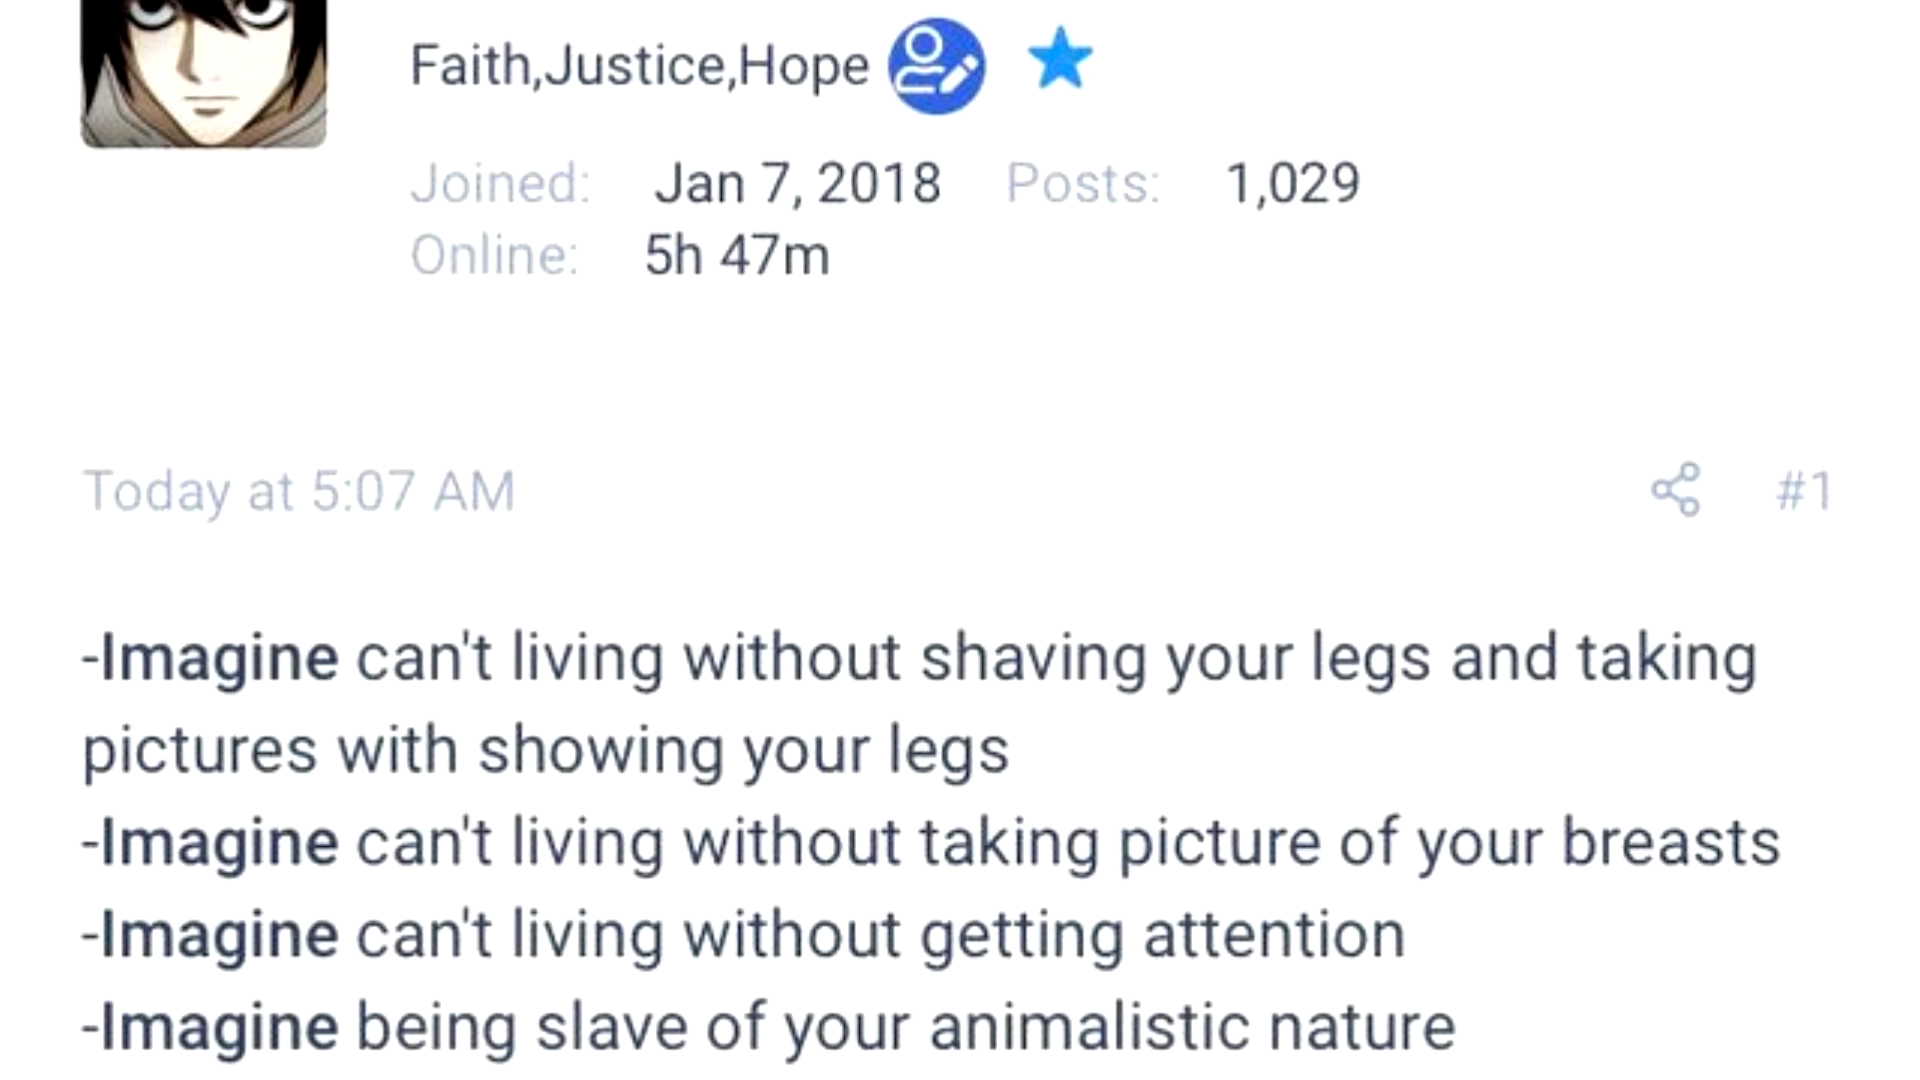 Faith,Justice,Hope
Joined: Jan 7, 2018 Posts: 1,029
Online: 5h 47m
Today at 5:07 AM #1
-Imagine can't living without shaving your legs and taking
pictures with showing your legs
-Imagine can't living without taking picture of your breasts
-Imagine can't living without getting attention
-Imagine being slave of your animalistic nature